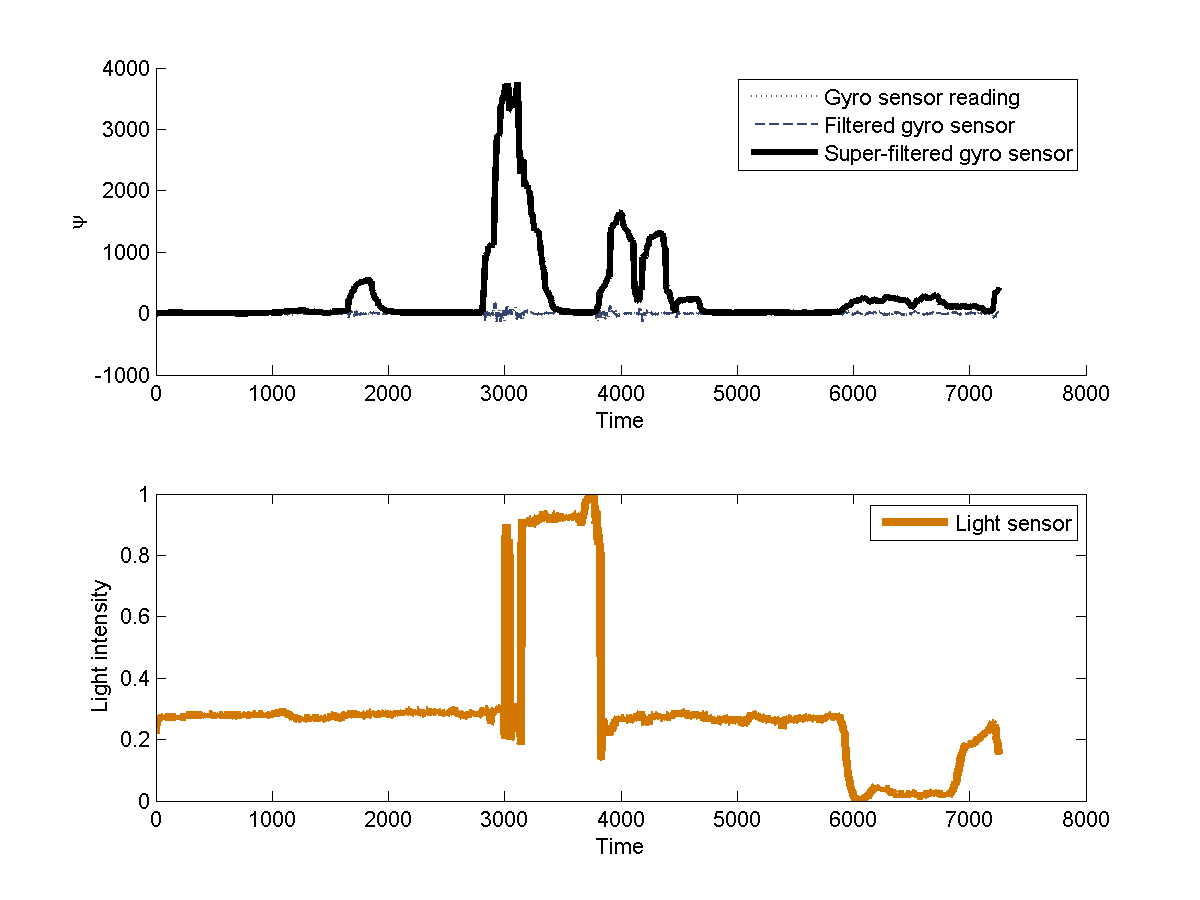 4000
3000
2000
1000
0
-1000
ψ
Gyro sensor reading
Filtered gyro sensor
Super-filtered gyro sensor
0 1000 2000 3000 4000 5000 6000 7000 8000
Time
1
0.8
0.6
0.4
0.2
0
Light intensity
Light sensor
0 1000 2000 3000 4000 5000 6000 7000 8000
Time